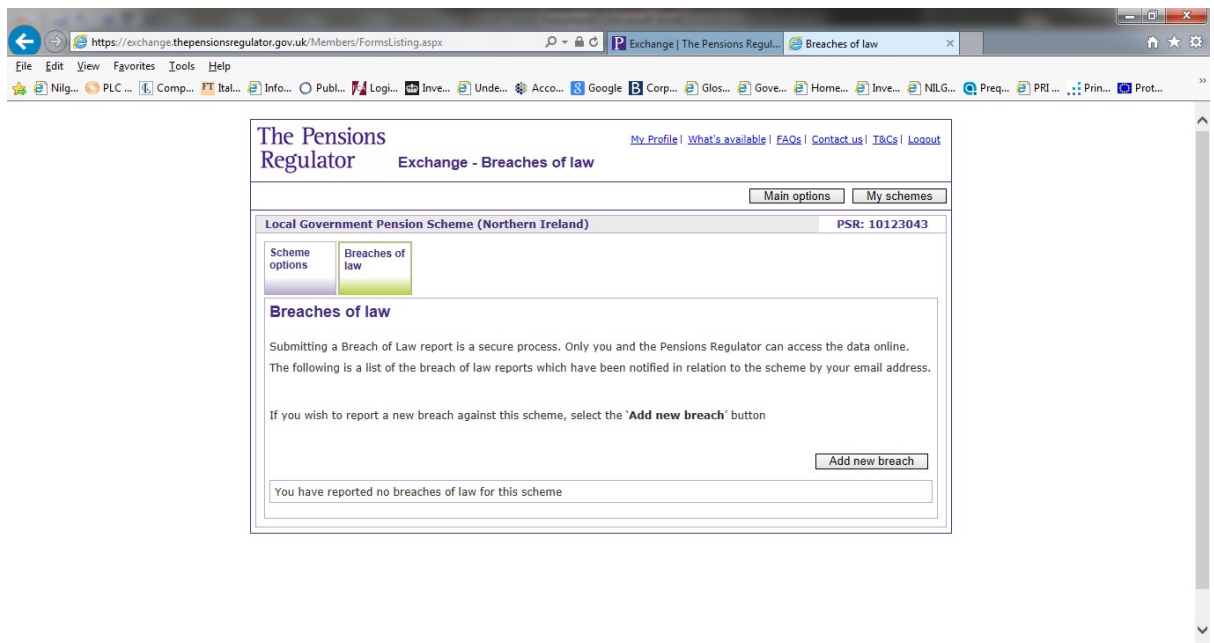 https://exchange.thepensionsregulator.gov.uk/Members/FormsListing.aspx
Exchange | The Pensions Regul...
Breaches of law
File Edit View Favorites Tools Help
Nilg... PLC ... Comp... FT Ital... Info... Publ... Logi... Inve... Unde... Acco... 8 Google B Corp... Glos... Gove... Home... Inve... NILG... Preq... PRI ... Prin... Prot...
The Pensions
Regulator
My Profile | What's available | FAQs | Contact us | T&Cs | Logout
Exchange - Breaches of law
Main options My schemes
Local Government Pension Scheme (Northern Ireland) PSR: 10123043
Scheme
options
Breaches of
law
Breaches of law
Submitting a Breach of Law report is a secure process. Only you and the Pensions Regulator can access the data online.
The following is a list of the breach of law reports which have been notified in relation to the scheme by your email address.
If you wish to report a new breach against this scheme, select the 'Add new breach' button
Add new breach
You have reported no breaches of law for this scheme